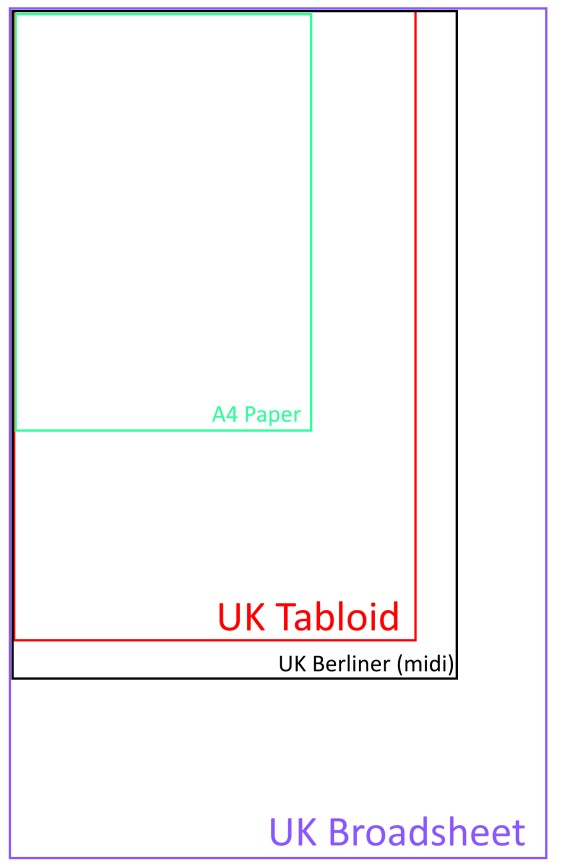 A4 Paper
UK Tabloid
UK Berliner (midi)
UK Broadsheet